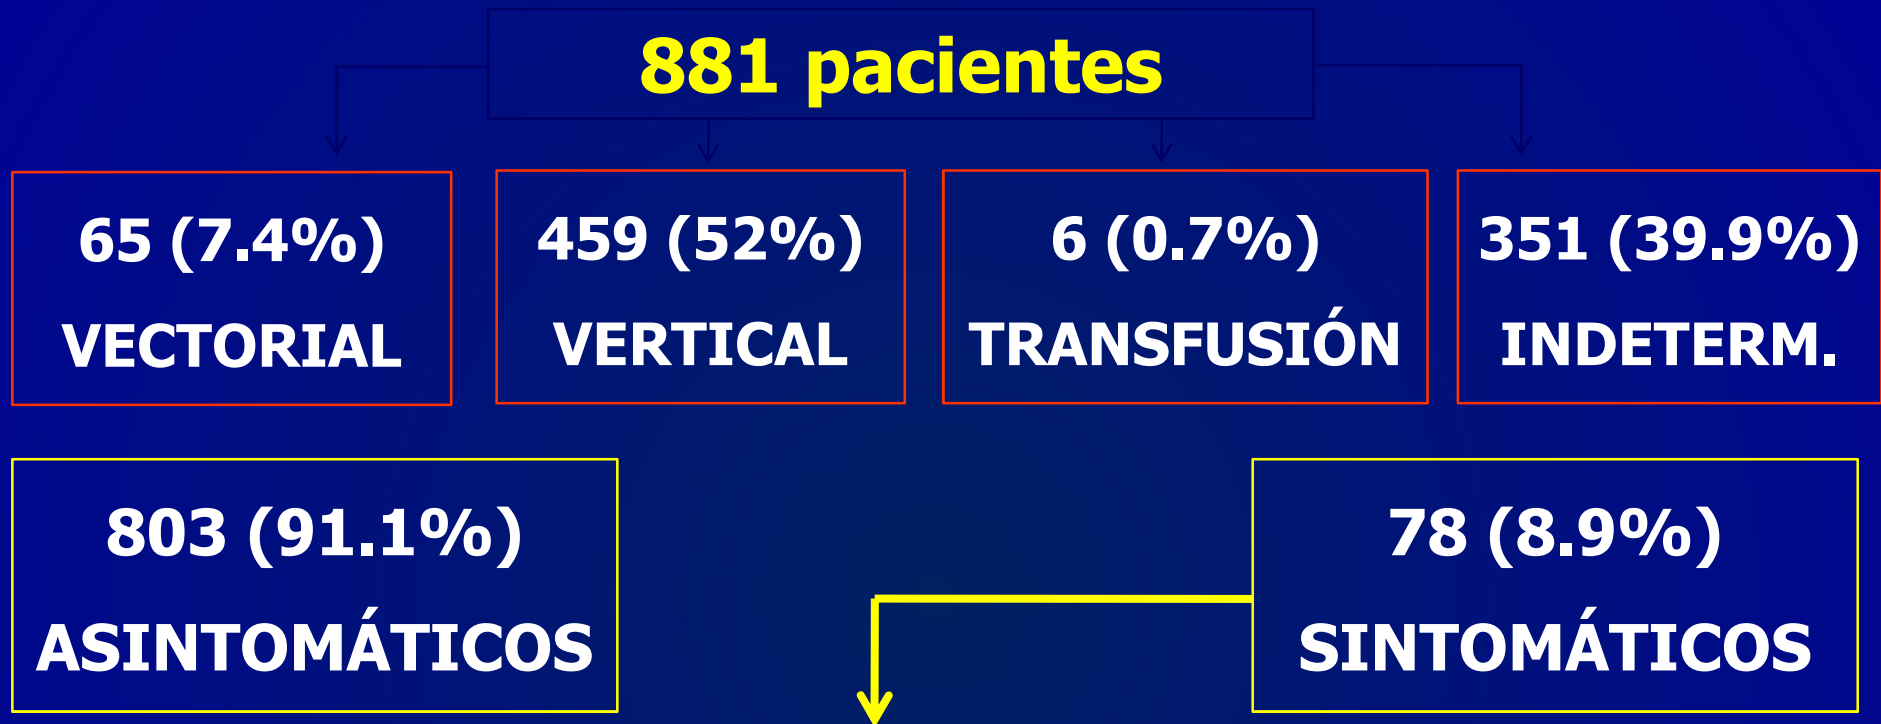 881 pacientes
65 (7.4%)
VECTORIAL
459 (52%)
VERTICAL
6 (0.7%)
TRANSFUSIÓN
351 (39.9%)
INDETERM.
803 (91.1%)
ASINTOMÁTICOS
78 (8.9%)
SINTOMÁTICOS